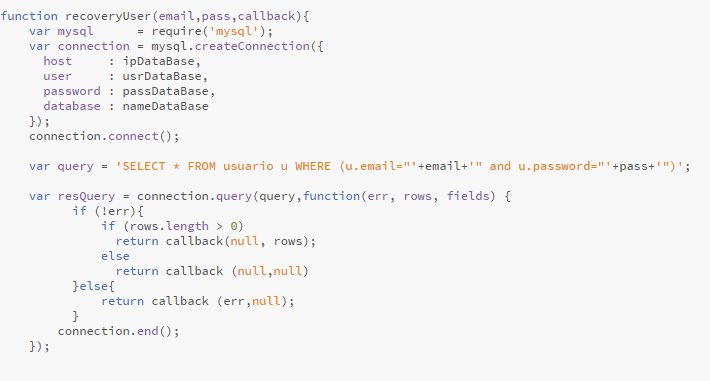 function recoveryUser(email,pass,callback){
    var mysql      = require('mysql');
    var connection = mysql.createConnection({
      host     : ipDataBase,
      user     : usrDataBase,
      password : passDataBase,
      database : nameDataBase
    });
    connection.connect();

    var query = 'SELECT * FROM usuario u WHERE (u.email="'+email+'" and u.password="'+pass+'")';

    var resQuery = connection.query(query,function(err, rows, fields) {
          if (!err){
              if (rows.length > 0)
                return callback(null, rows);
              else
                return callback (null,null)
          }else{
              return callback (err,null);
          }
        connection.end();
    });